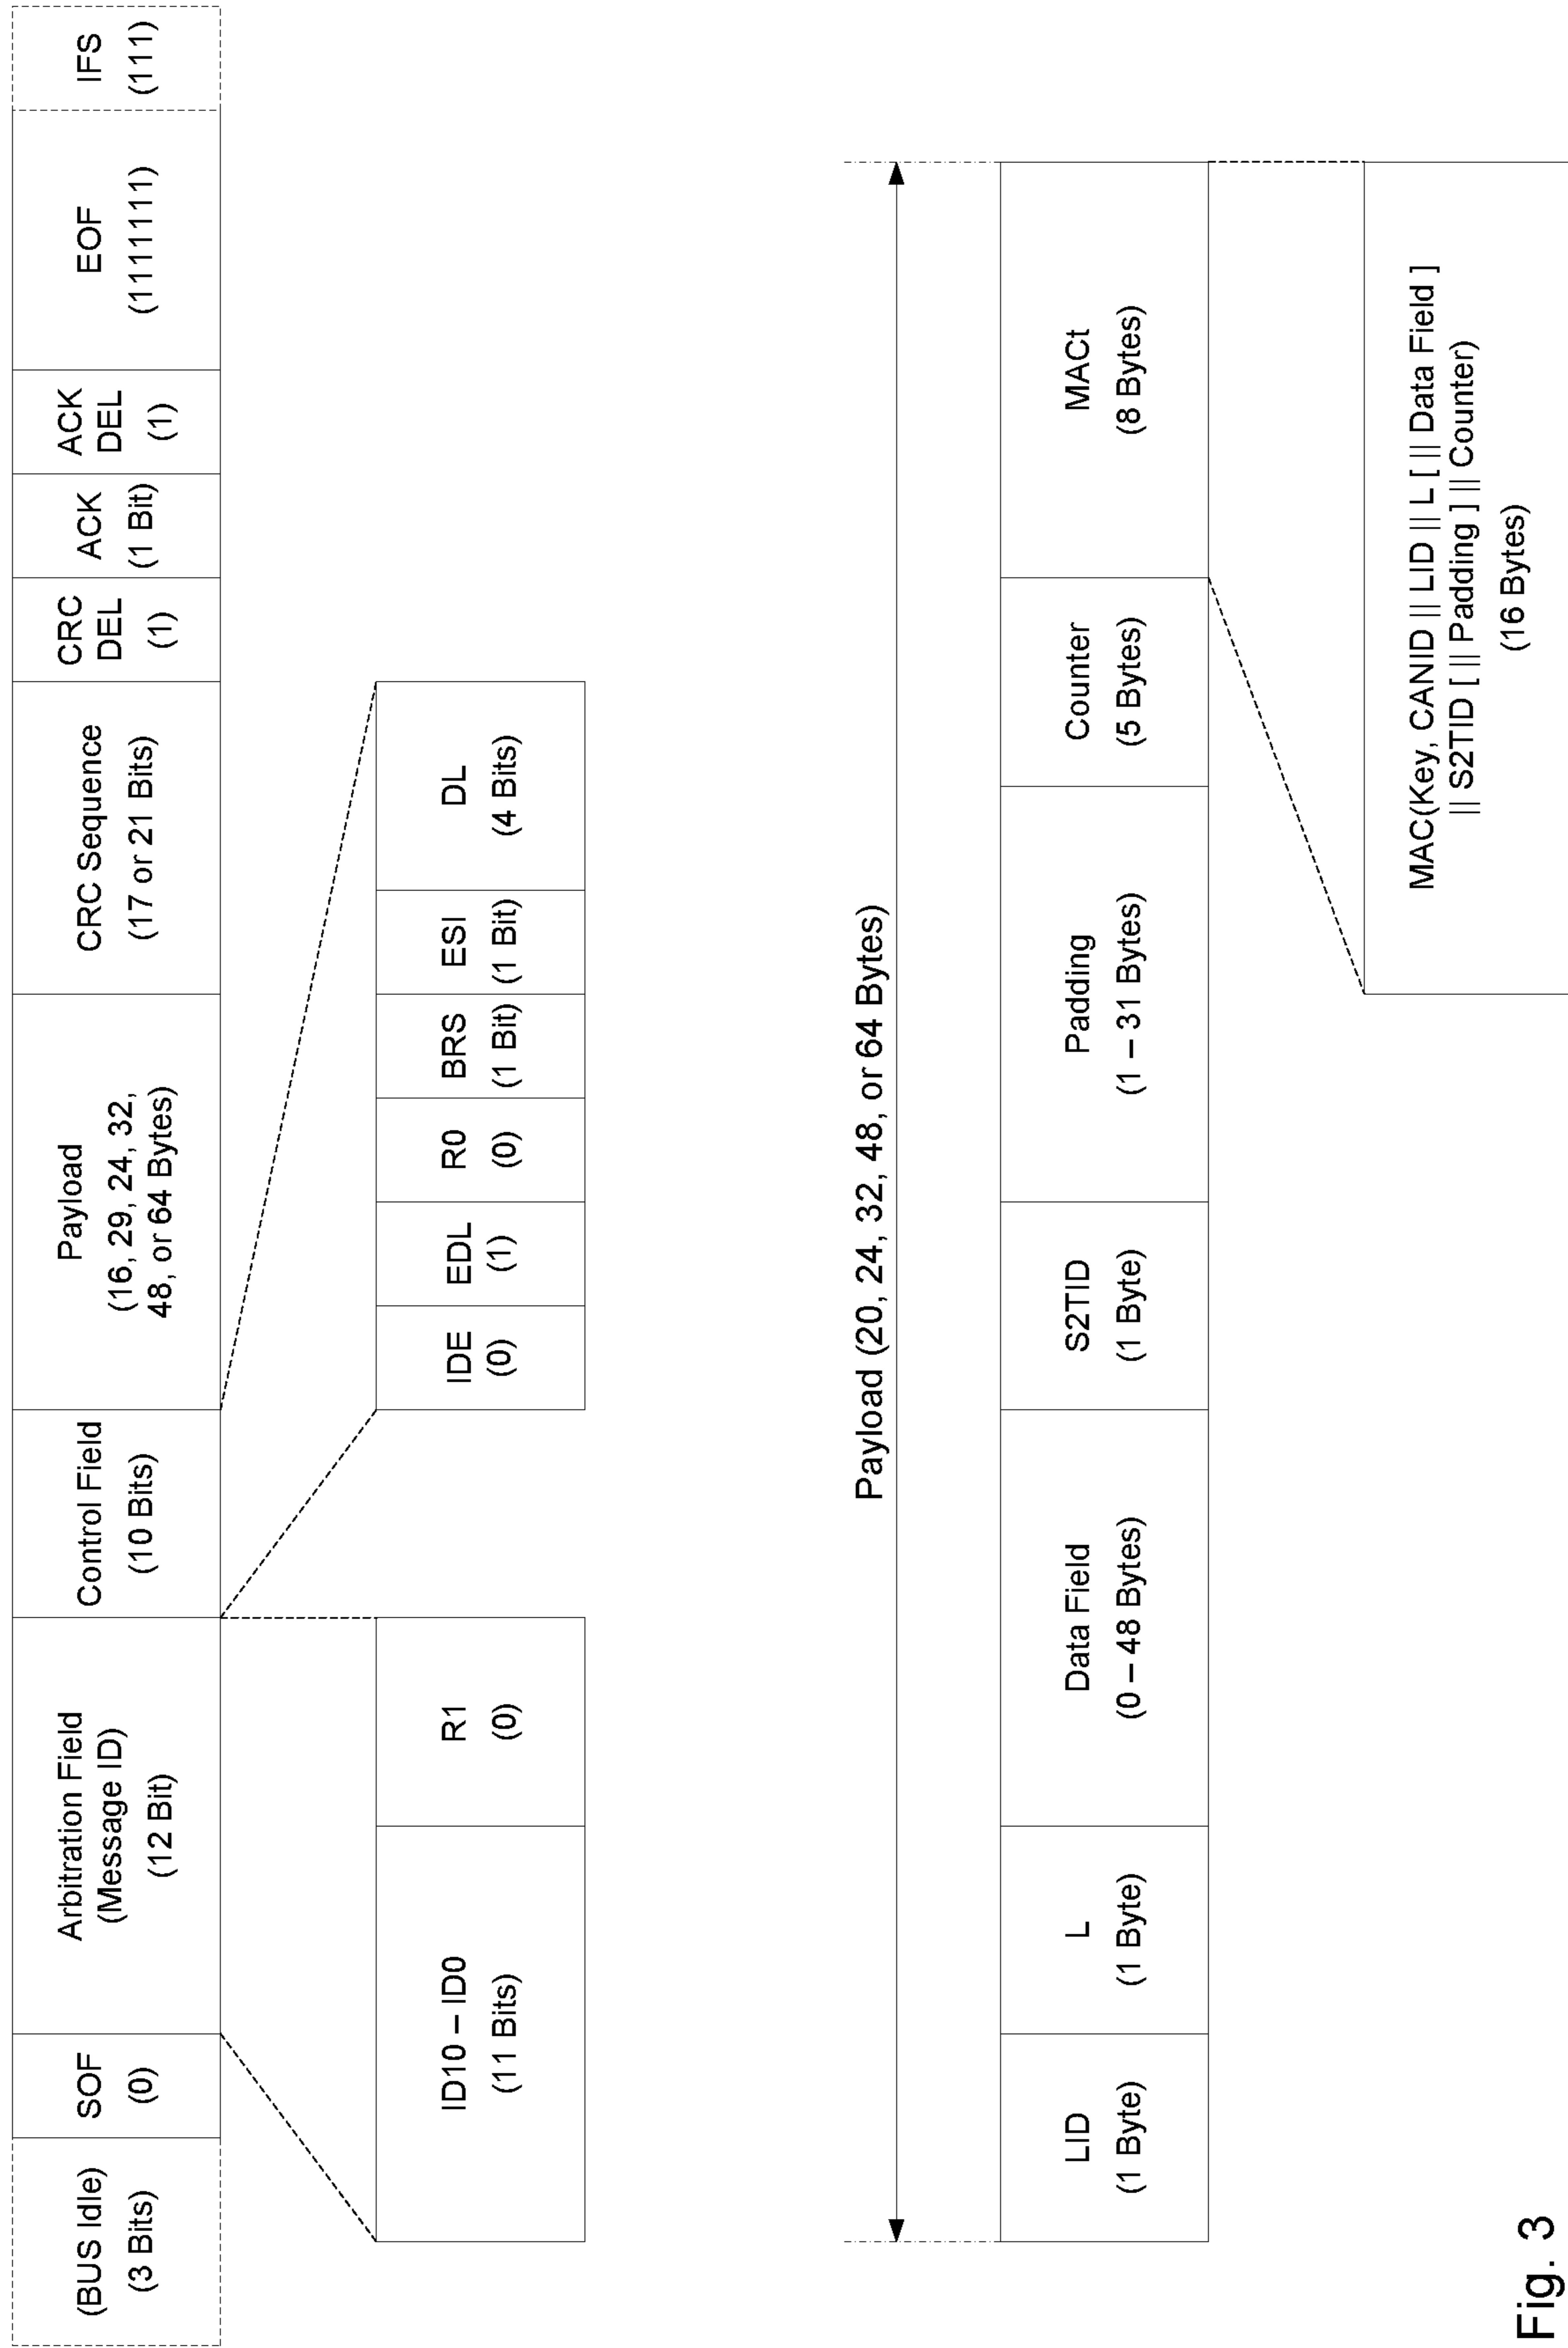 (BUS Idle)
(3 Bits)
SOF
(0)
Arbitration Field
(Message ID)
(12 Bit)
Control Field
(10 Bits)
Payload
(16, 29, 24, 32,
48, or 64 Bytes)
CRC Sequence
(17 or 21 Bits)
CRC
DEL
(1)
ACK
(1 Bit)
ACK
DEL
(1)
EOF
(1111111)
IFS
(111)
ID10 – ID0
(11 Bits)
R1
(0)
IDE
(0)
EDL
(1)
R0
(0)
BRS
(1 Bit)
ESI
(1 Bit)
DL
(4 Bits)
Payload (20, 24, 32, 48, or 64 Bytes)
LID
(1 Byte)
L
(1 Byte)
Data Field
(0 – 48 Bytes)
S2TID
(1 Byte)
Padding
(1 – 31 Bytes)
Counter
(5 Bytes)
MACt
(8 Bytes)
MAC(Key, CANID || LID || L [ || Data Field ]
|| S2TID [ || Padding ] || Counter)
(16 Bytes)
Fig. 3